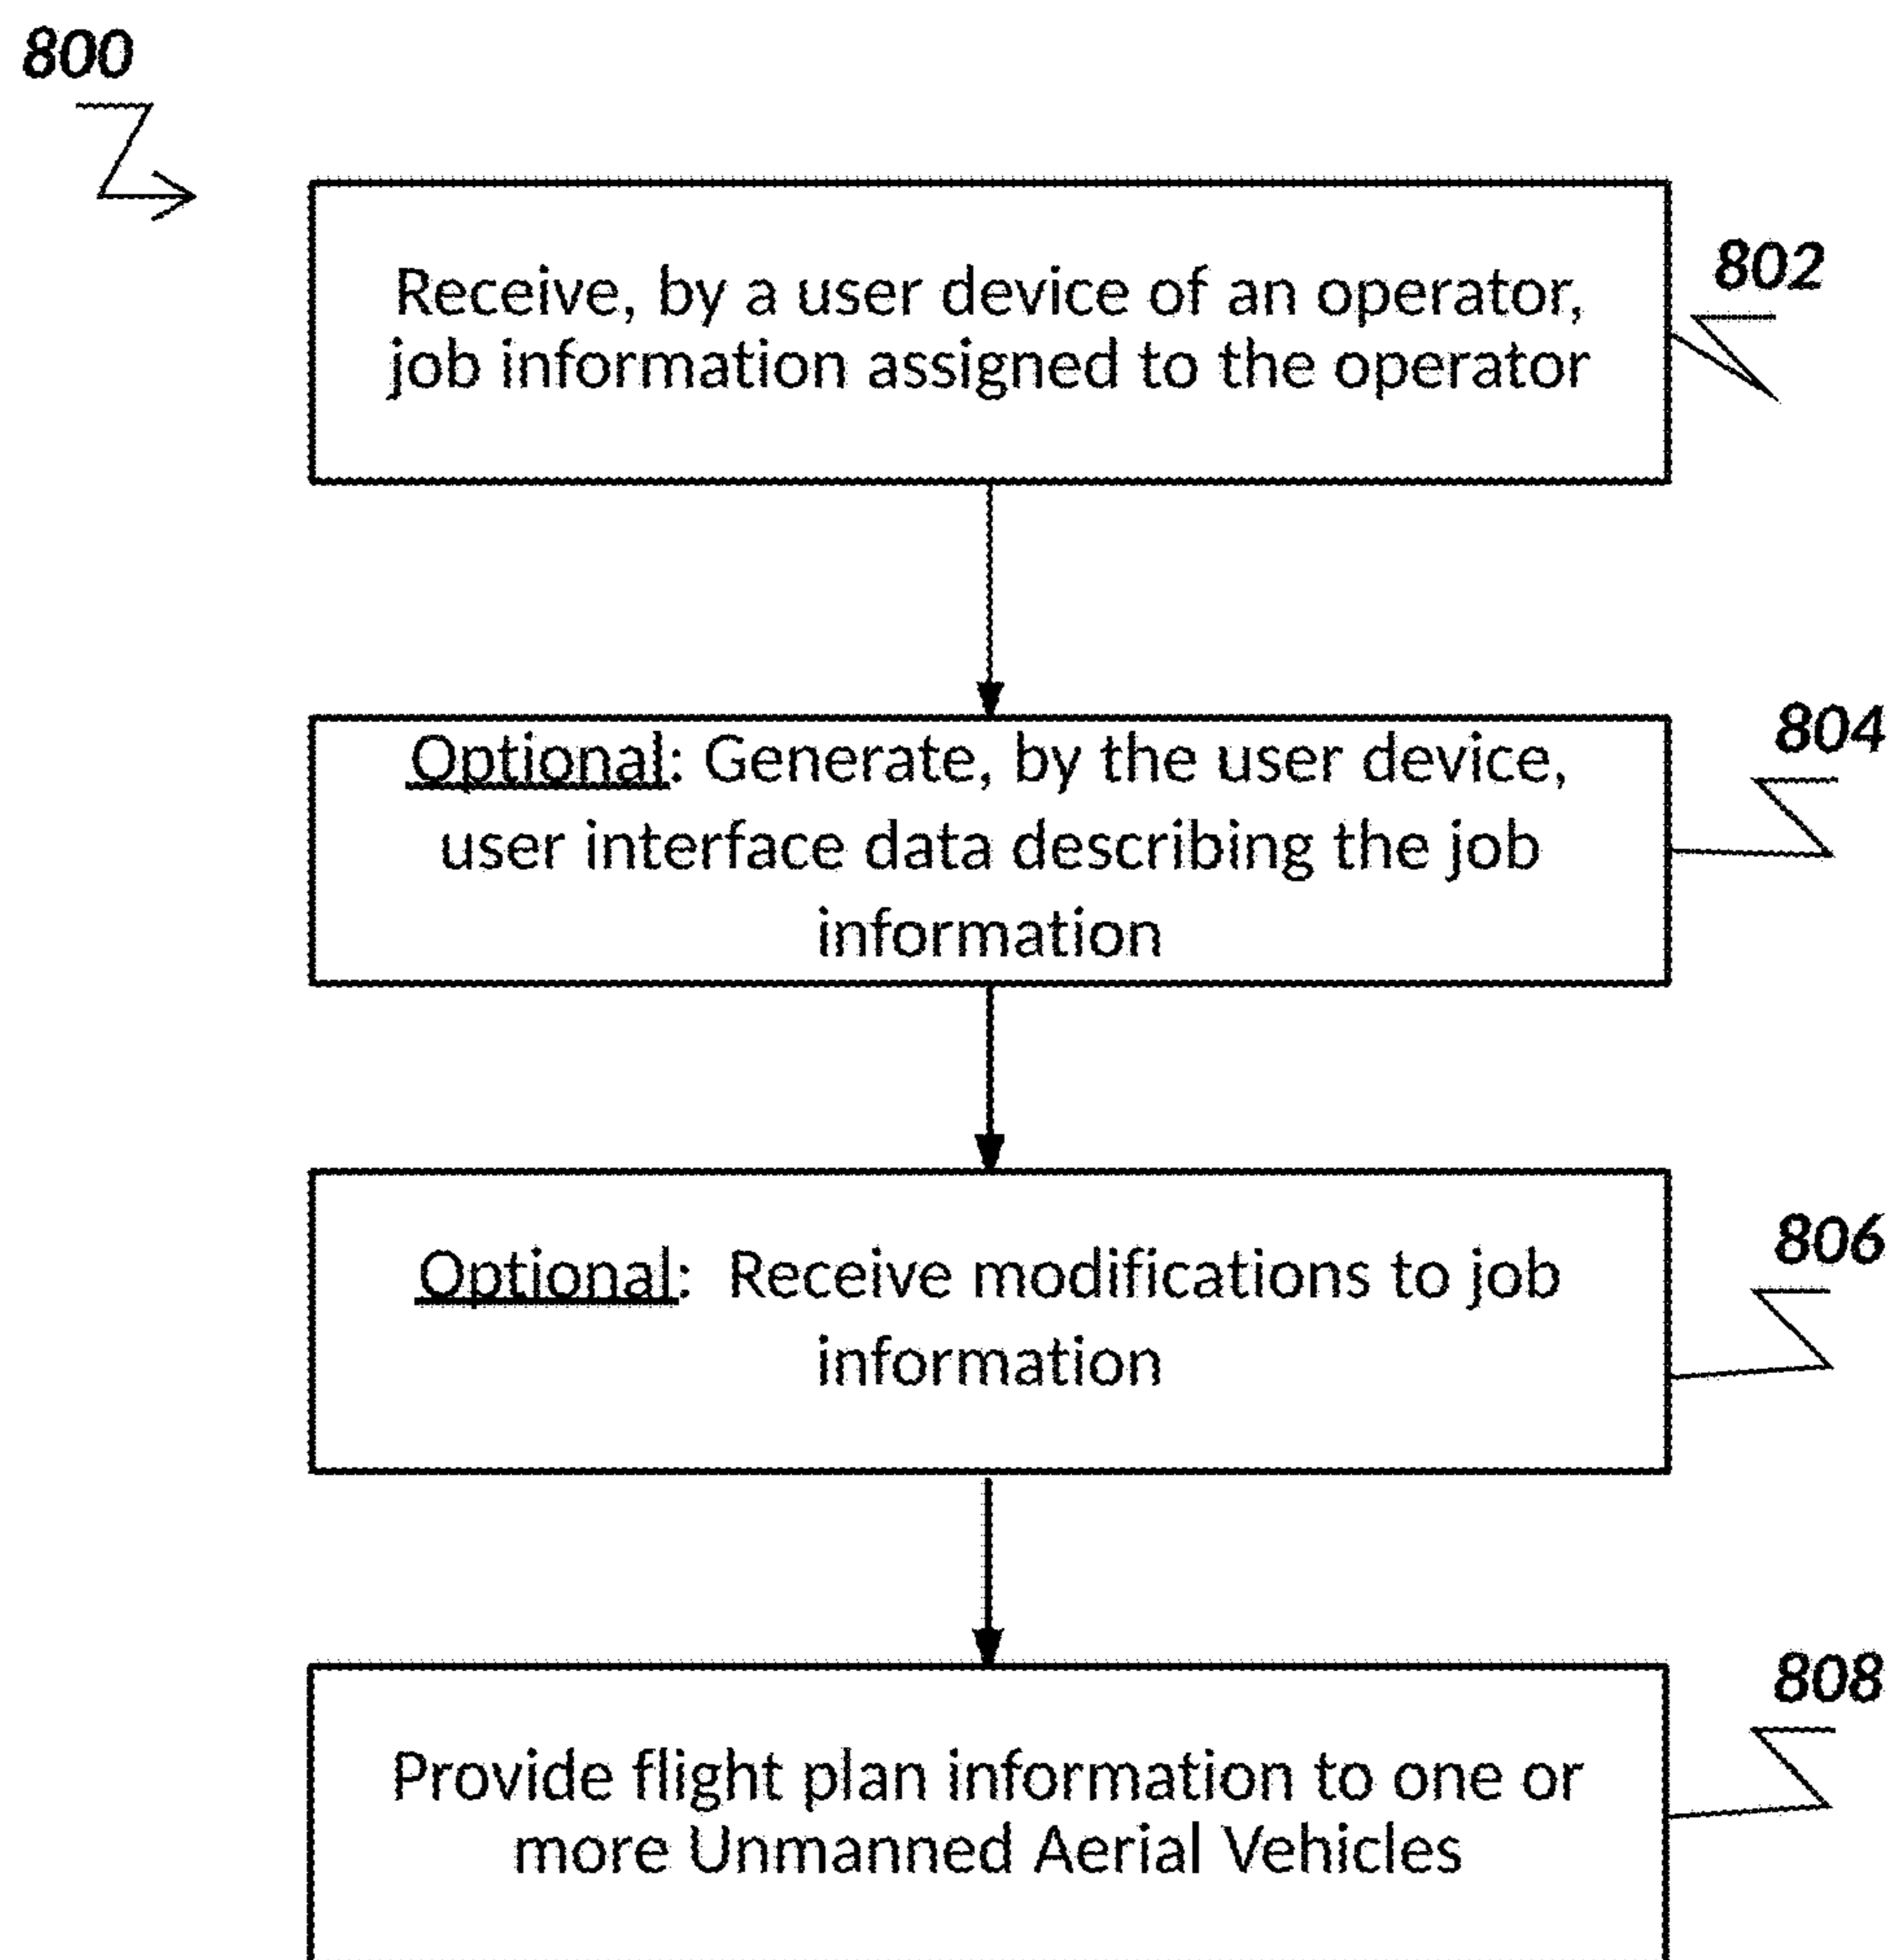 800
802
Receive, by a user device of an operator,
job information assigned to the operator
804
Optional: Generate, by the user device,
user interface data describing the job
information
806
Optional: Receive modifications to job
information
808
Provide flight plan information to one or
more Unmanned Aerial Vehicles